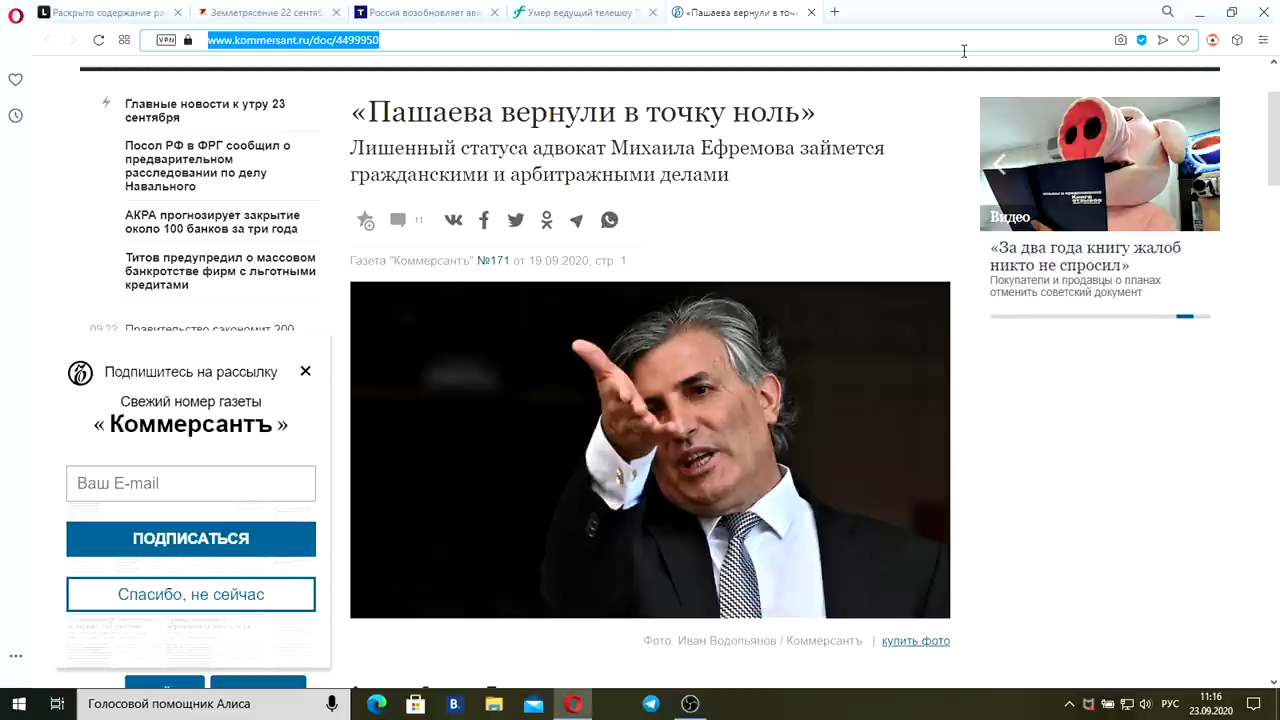 Раскрыто содержание ра
Землетрясение 22 сентяб
Россия возобновляет ави
Умер ведущий телешоу "
«Пашаева вернули в точк
VPN
www.kommersant.ru/doc/4499950
Главные новости к утру 23
сентября
Посол РФ в ФРГ сообщил о
предварительном
расследовании по делу
Навального
АКРА прогнозирует закрытие
около 100 банков за три года
Титов предупредил о массовом
банкротстве фирм с льготными
кредитами
09:22 Правительство сэкономит 200
Подпишитесь на рассылку
Свежий номер газеты
«Коммерсантъ»
Ваш E-mail
ПОДПИСАТЬСЯ
Спасибо, не сейчас
«Пашаева вернули в точку ноль»
Лишенный статуса адвокат Михаила Ефремова займется
гражданскими и арбитражными делами
11
Газета "Коммерсантъ" №171 от 19.09.2020, стр. 1
Фото Иван Водопьянов / Коммерсантъ | купить фото
Видео
«За два года книгу жалоб
никто не спросил»
Покупатели и продавцы о планах
отменить советский документ
Голосовой помощник Алиса
B.
РУС
11:16
23.09.2020